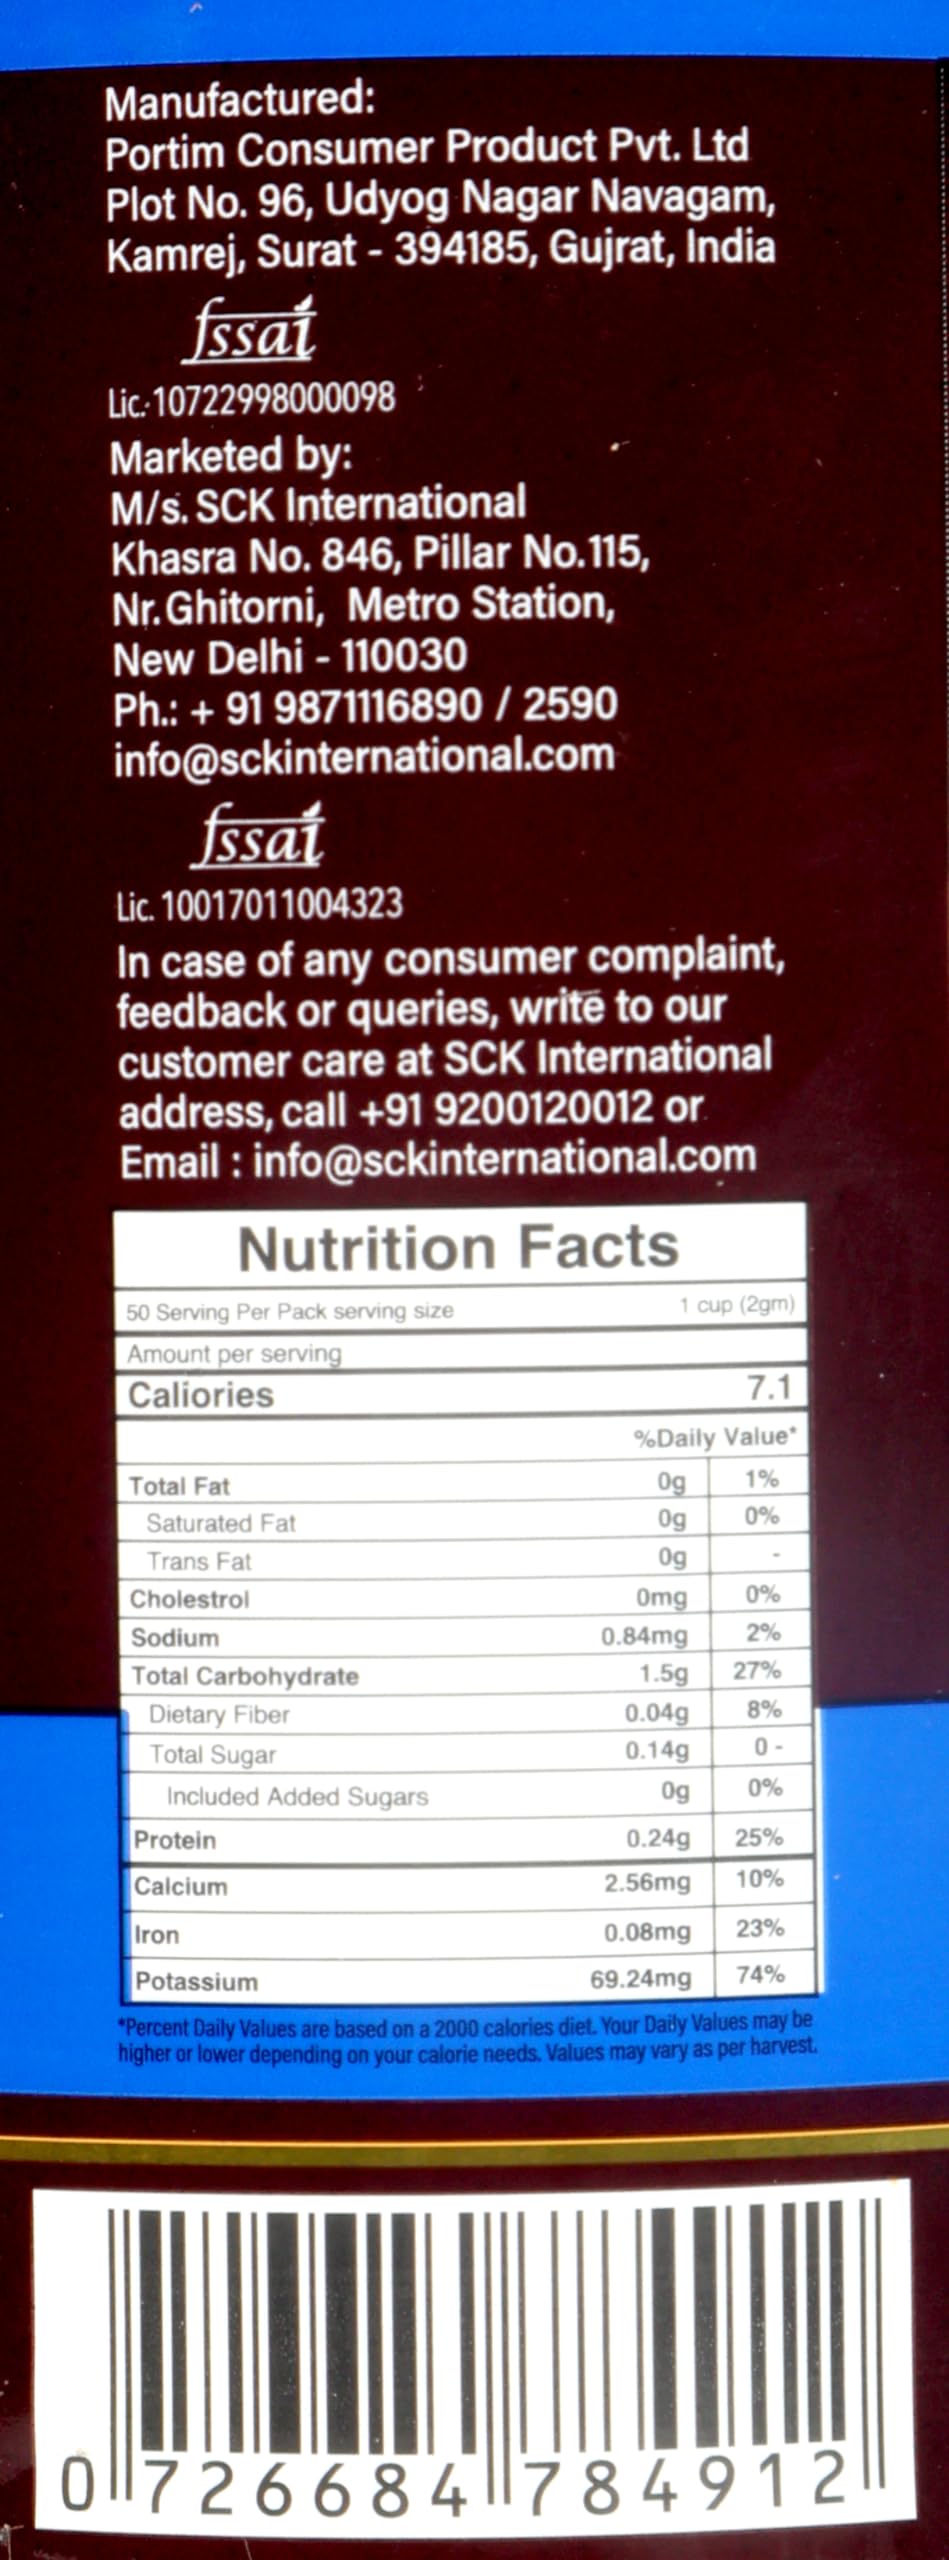 Manufactured:
Portim Consumer Product Pvt. Ltd
Plot No. 96, Udyog Nagar Navagam,
Kamrej, Surat - 394185, Gujrat, India
fssai
Lic.: 10722998000098
Marketed by:
M/s. SCK International
Khasra No. 846, Pillar No.115,
Nr. Ghitorni, Metro Station,
New Delhi - 110030
Ph.: + 91 9871116890 / 2590
info@sckinternational.com
fssai
Lic. 10017011004323
In case of any consumer complaint,
feedback or queries, write to our
customer care at SCK International
address, call +91 9200120012 or
Email : info@sckinternational.com
Nutrition Facts
50 Serving Per Pack serving size 1 cup (2gm)
Amount per serving
Caliories 7.1
%Daily Value*
Total Fat 0g 1%
Saturated Fat 0g 0%
Trans Fat 0g -
Cholestrol 0mg 0%
Sodium 0.84mg 2%
Total Carbohydrate 1.5g 27%
Dietary Fiber 0.04g 8%
Total Sugar 0.14g 0 -
Included Added Sugars 0g 0%
Protein 0.24g 25%
Calcium 2.56mg 10%
Iron 0.08mg 23%
Potassium 69.24mg 74%
*Percent Daily Values are based on a 2000 calories diet. Your Daily Values may be
higher or lower depending on your calorie needs. Values may vary as per harvest.
0 726684 784912